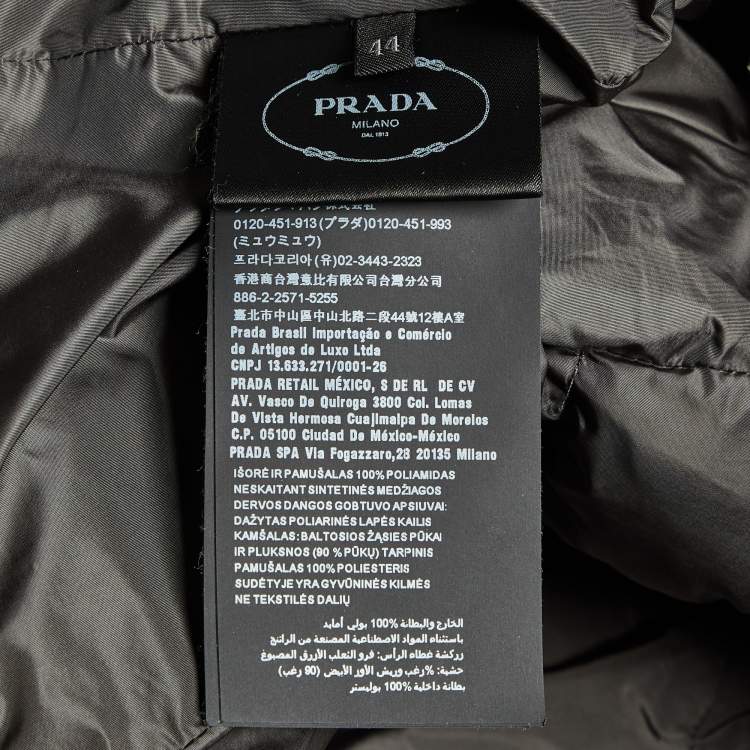 44
PRADA
MILANO
DAL 1913
0120-451-913(プラダ)0120-451-993
(ミュウミュウ)
프라다코리아(유)02-3443-2323
香港商台灣意比有限公司台灣分公司
886-2-2571-5255
臺北市中山區中山北路二段44號12樓A室
Prada Brasil Importação e Comércio
de Artigos de Luxo Ltda
CNPJ 13.633.271/0001-26
PRADA RETAIL MÉXICO, S DE RL DE CV
AV. Vasco De Quiroga 3800 Col. Lomas
De Vista Hermosa Cuajimalpa De Morelos
C.P. 05100 Ciudad De México-México
PRADA SPA Via Fogazzaro,28 20135 Milano
IŠORĖ IR PAMUŠALAS 100% POLIAMIDAS
NESKAITANT SINTETINĖS MEDŽIAGOS
DERVOS DANGOS GOBTUVO APSIUVAI:
DAŽYTAS POLIARINĖS LAPĖS KAILIS
KAMŠALAS: BALTOSIOS ŽĄSIES PŪKAI
IR PLUKSNOS (90 % PŪKŲ) TARPINIS
PAMUŠALAS 100% POLIESTERIS
SUDĖTYJE YRA GYVŪNINĖS KILMĖS
NE TEKSTILĖS DALIŲ
الخارج والبطانة 100% بولي أمايد
باستثناء المواد الاصطناعية المصنعة من الراتنج
زركشة غطاء الرأس: فرو الثعلب الأزرق المصبوغ
حشية: %رغب وريش الأور الأبيض (90 رغب)
بطانة داخلية 100% بوليستر